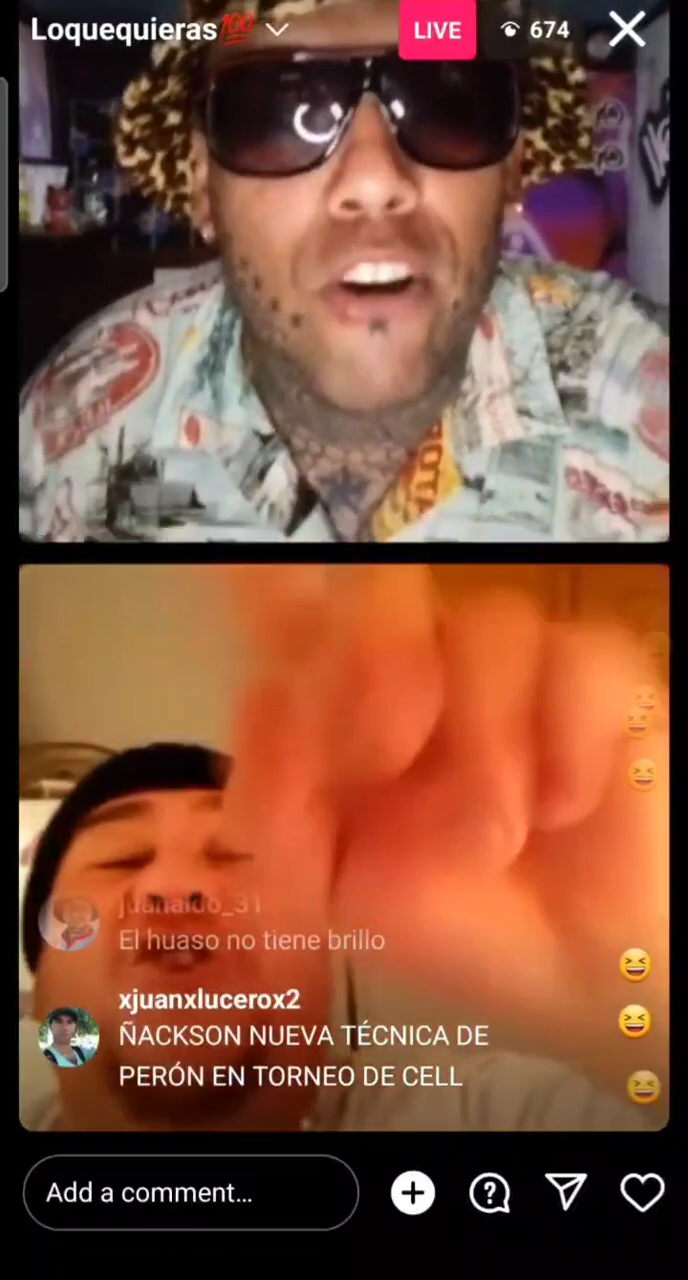 Loquequieras💯
LIVE
674
juanaldo_31
El huaso no tiene brillo
xjuanxlucerox2
ÑACKSON NUEVA TÉCNICA DE
PERÓN EN TORNEO DE CELL
Add a comment...